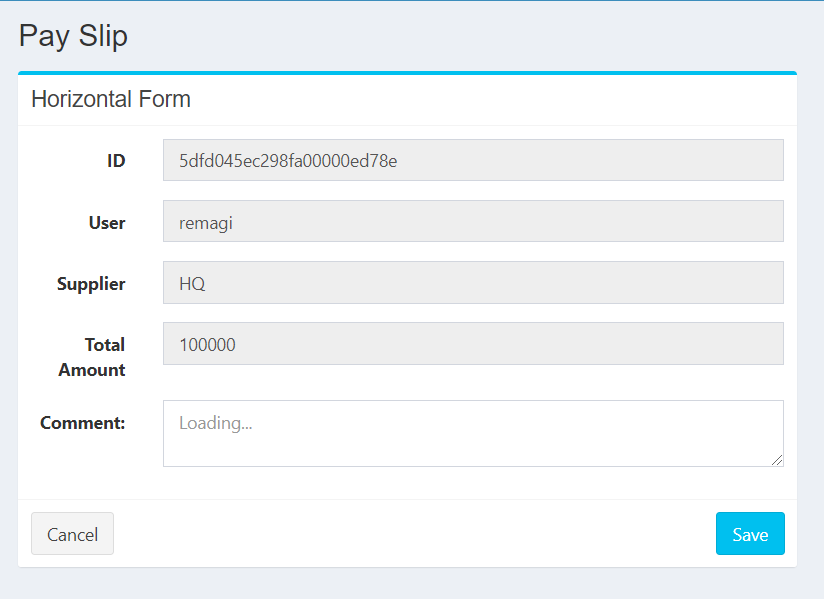 Pay Slip
Horizontal Form
ID 5dfd045ec298fa00000ed78e
User remagi
Supplier HQ
Total 100000
Amount
Comment: Loading...
Cancel Save